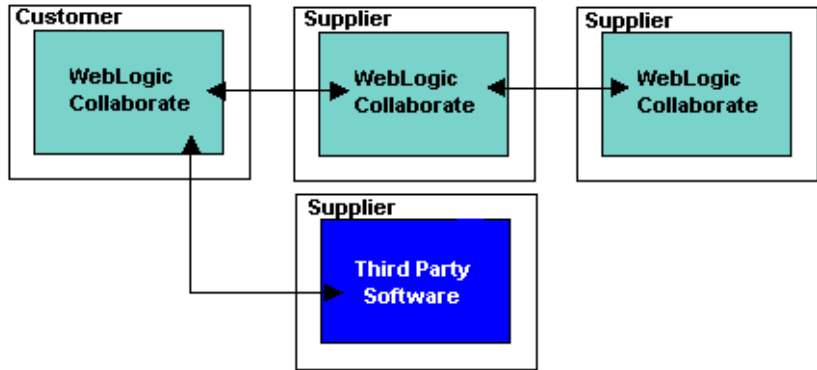 Customer
WebLogic
Collaborate
Supplier
WebLogic
Collaborate
Supplier
WebLogic
Collaborate
Supplier
Third Party
Software